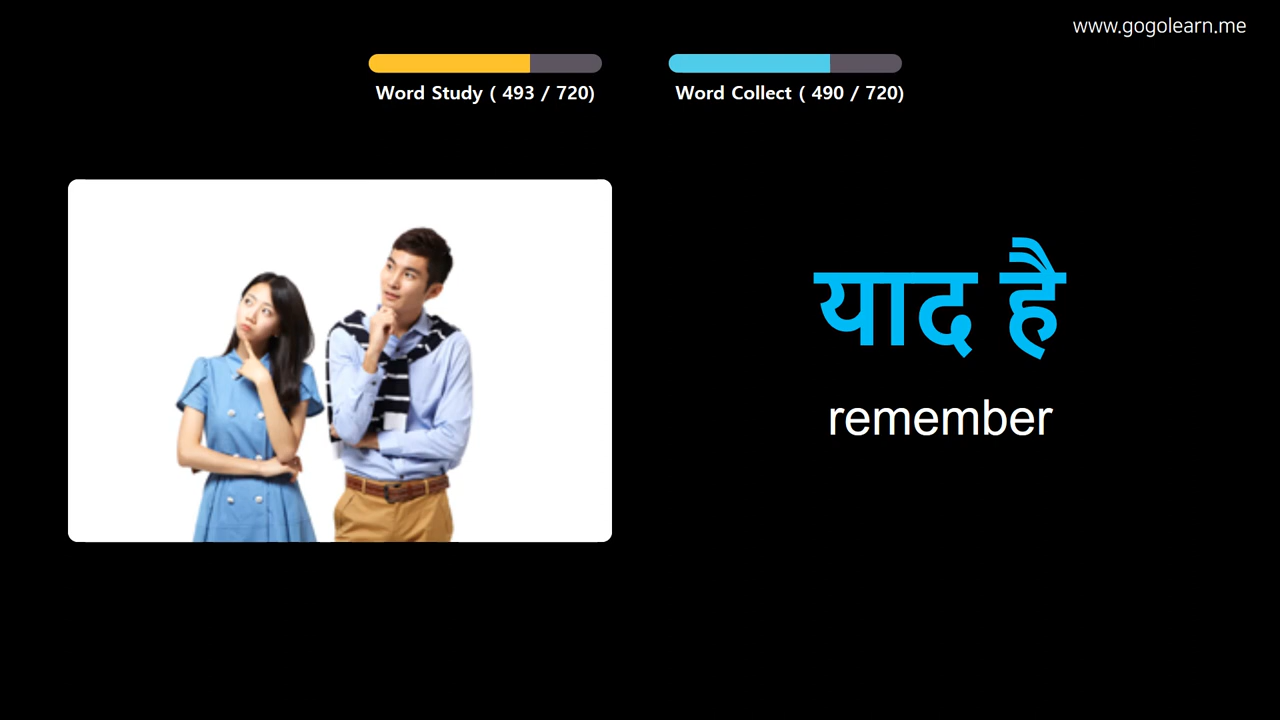 www.gogolearn.me
Word Study ( 493 / 720)
Word Collect ( 490 / 720)
याद है
remember